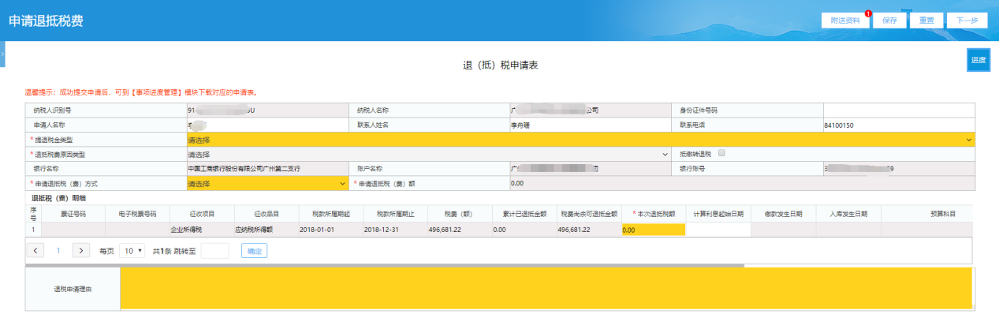 申请退抵税费
附送资料 1 保存 重置 下一步
进度
退（抵）税申请表
温馨提示：成功提交申请后，可到【事项进度管理】模块下载对应的申请表。
纳税人识别号 91 U 纳税人名称 广 公司 身份证件号码
申请人名称 李 联系人姓名 李舟珊 联系电话 84100150
* 提退税金类型 请选择
* 退抵税费原因类型 请选择 抵缴转退税
银行名称 中国工商银行股份有限公司广州第二支行 账户名称 广 司 银行账号 3 9
* 申请退抵税（费）方式 请选择 * 申请退抵税（费）额 0.00
退抵税（费）明细
序号 票证号码 电子税票号码 征收项目 征收品目 税款所属期起 税款所属期止 税费（额） 累计已退抵金额 税费尚余可退抵金额 * 本次退抵税额 计算利息起始日期 缴款发生日期 入库发生日期 预算科目
1 企业所得税 应纳税所得额 2018-01-01 2018-12-31 496,681.22 0.00 496,681.22 0.00
< 1 > 每页 10 共1条 跳转至 确定
退税申请理由